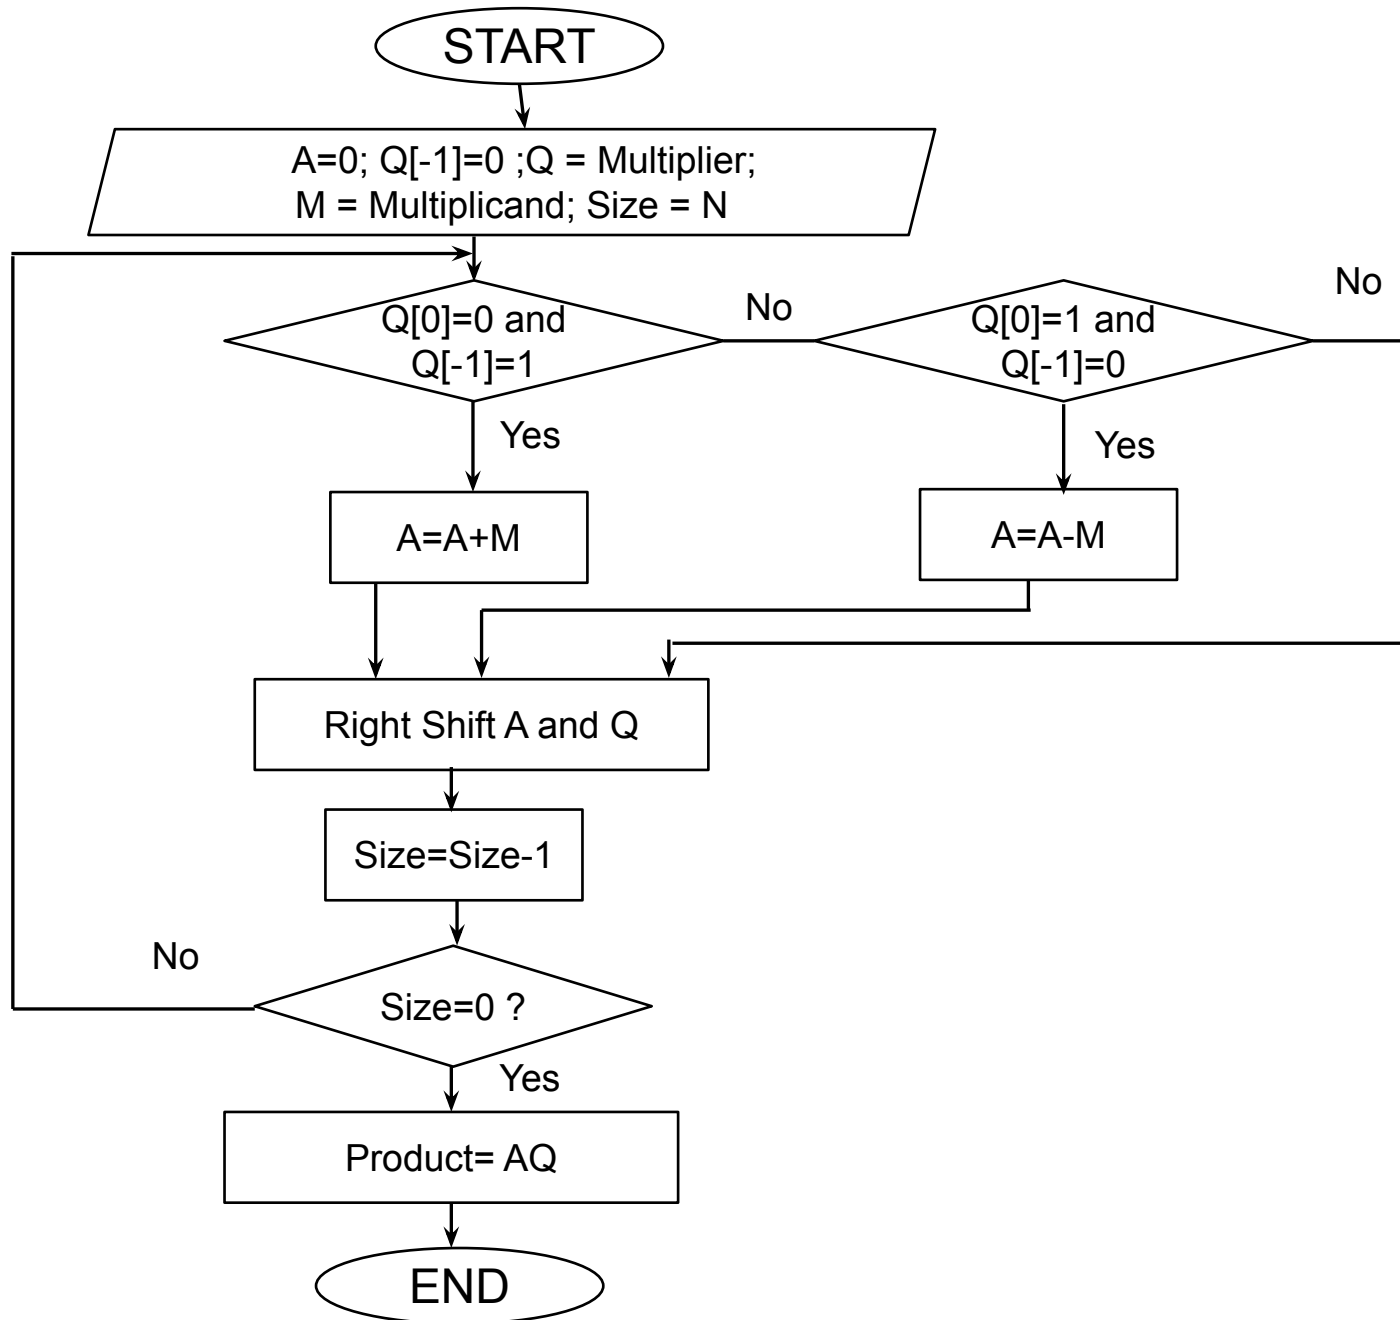 START
A=0; Q[-1]=0 ;Q = Multiplier;
M = Multiplicand; Size = N
Q[0]=0 and
Q[-1]=1
No
Q[0]=1 and
Q[-1]=0
No
Yes
Yes
A=A+M
A=A-M
Right Shift A and Q
Size=Size-1
No
Size=0 ?
Yes
Product= AQ
END